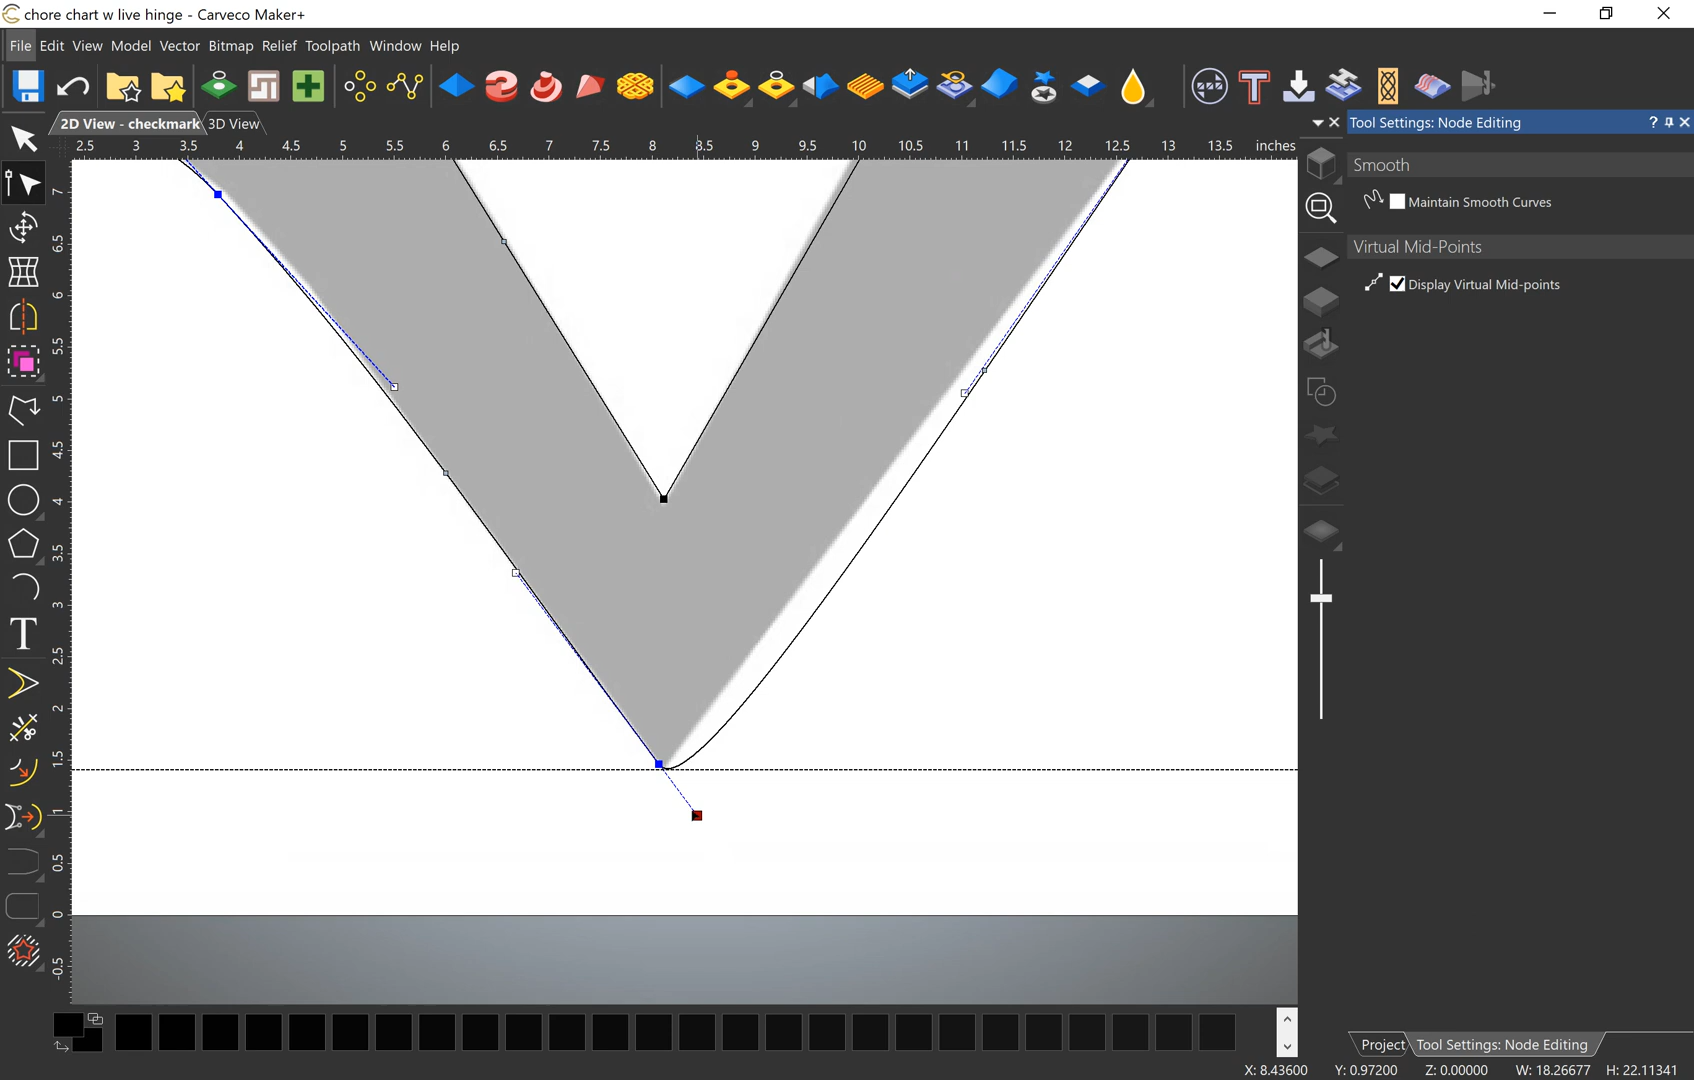 chore chart w live hinge - Carveco Maker+
File Edit View Model Vector Bitmap Relief Toolpath Window Help
2D View - checkmark 3D View
Tool Settings: Node Editing ?
2.5 3 3.5 4 4.5 5 5.5 6 6.5 7 7.5 8 8.5 9 9.5 10 10.5 11 11.5 12 12.5 13 13.5 inches
Smooth
Maintain Smooth Curves
Virtual Mid-Points
Display Virtual Mid-points
7
6.5
6
5.5
5
4.5
4
3.5
3
2.5
2
1.5
1
0.5
0
-0.5
T
Project Tool Settings: Node Editing
X: 8.43600 Y: 0.97200 Z: 0.00000 W: 18.26677 H: 22.11341